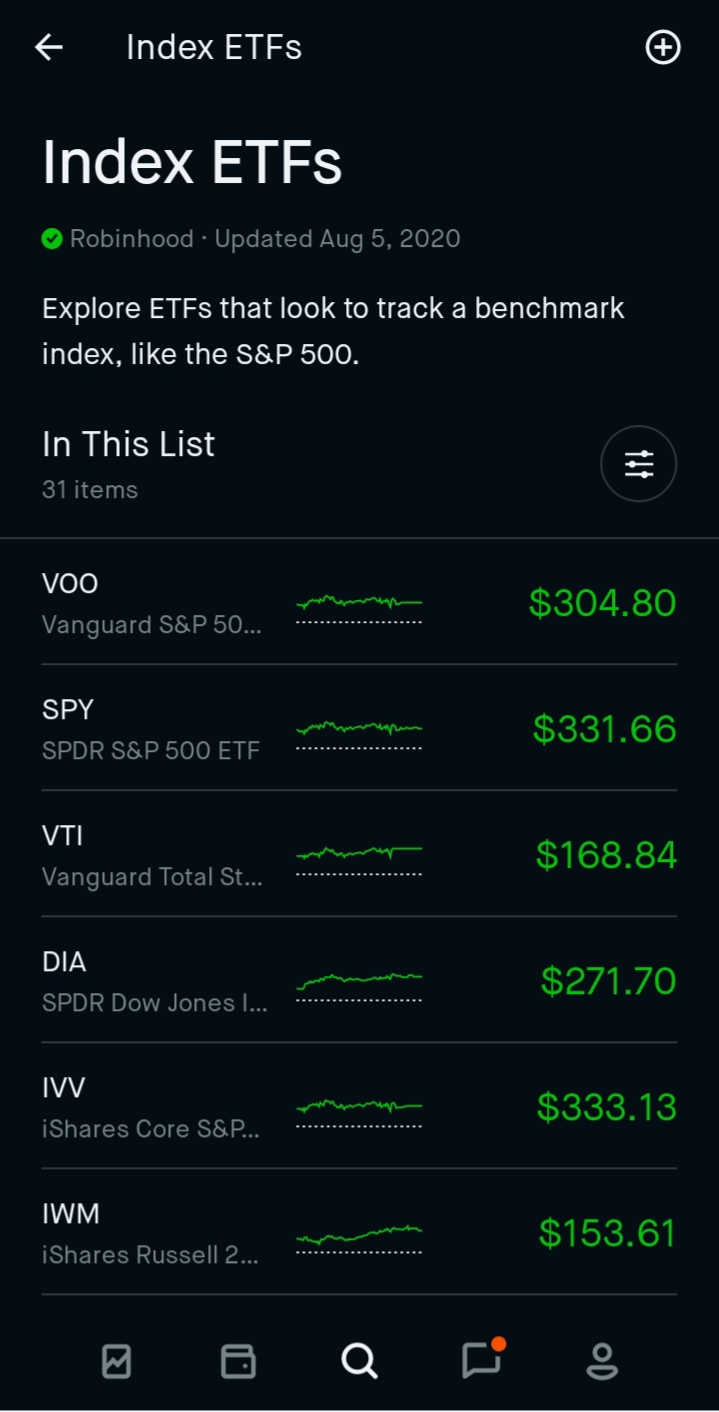 Index ETFs
Index ETFs
Robinhood · Updated Aug 5, 2020
Explore ETFs that look to track a benchmark
index, like the S&P 500.
In This List
31 items
VOO
Vanguard S&P 50...
$304.80
SPY
SPDR S&P 500 ETF
$331.66
VTI
Vanguard Total St...
$168.84
DIA
SPDR Dow Jones I...
$271.70
IVV
iShares Core S&P...
$333.13
IWM
iShares Russell 2...
$153.61